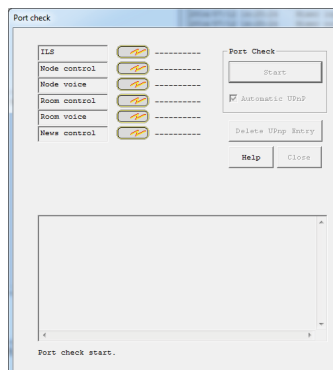 Port check
ILS
Node control
Node voice
Room control
Room voice
News control
----------
----------
----------
----------
----------
----------
Port Check
Start
Automatic UPnP
Delete UPnp Entry
Help
Close
Port check start.